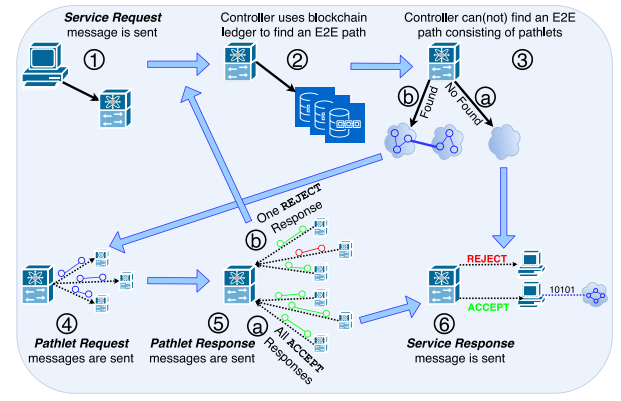 Service Request
message is sent
①
Controller uses blockchain
ledger to find an E2E path
②
Controller can(not) find an E2E
path consisting of pathlets
③
ⓑ
Found
ⓐ
No Found
④
Pathlet Request
messages are sent
⑤
Pathlet Response
messages are sent
ⓑ
One REJECT
Response
ⓐ
All ACCEPT
Responses
REJECT
ACCEPT
10101
⑥
Service Response
message is sent